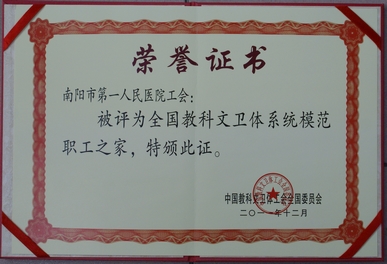 荣誉证书
南阳市第一人民医院工会：
被评为全国教科文卫体系统模范
职工之家，特颁此证。
中国教科文卫体工会全国委员会
二〇一一年十二月